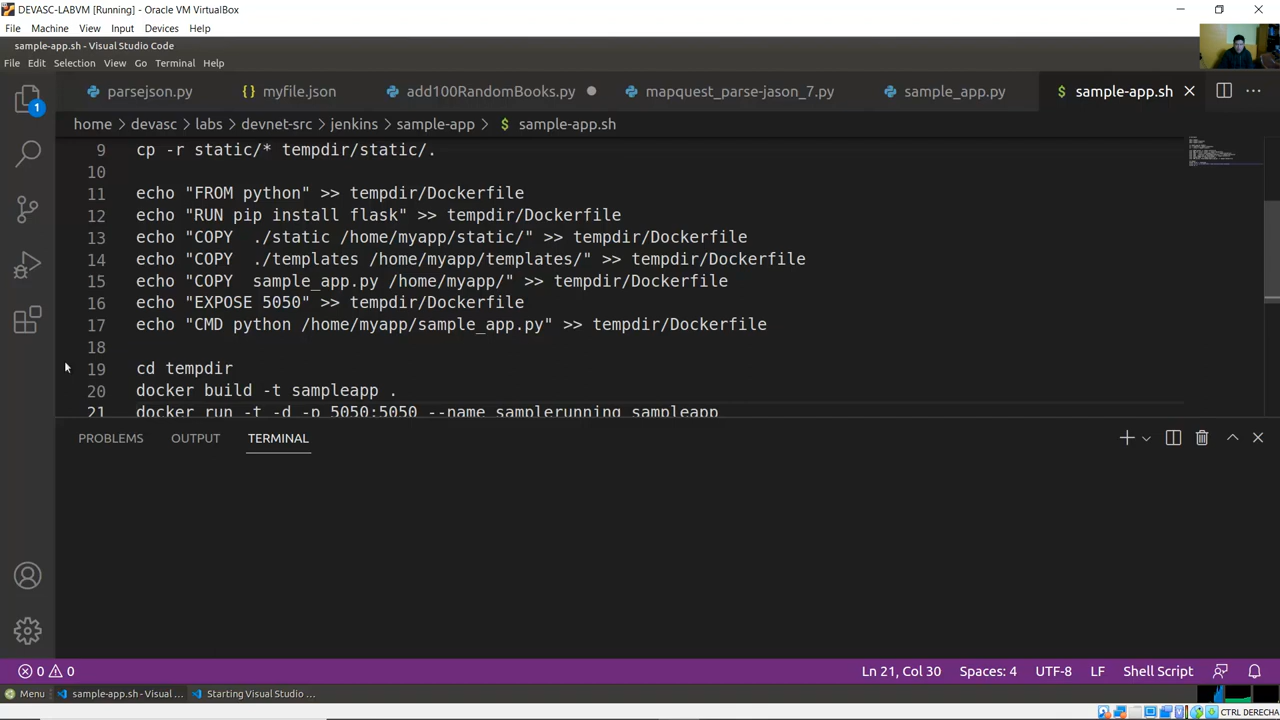 DEVASC-LABVM [Running] - Oracle VM VirtualBox
File Machine View Input Devices Help
sample-app.sh - Visual Studio Code
File Edit Selection View Go Terminal Help
parsejson.py {} myfile.json add100RandomBooks.py mapquest_parse-jason_7.py sample_app.py $ sample-app.sh
1
home > devasc > labs > devnet-src > jenkins > sample-app > $ sample-app.sh
9 cp -r static/* tempdir/static/.
10
11 echo "FROM python" >> tempdir/Dockerfile
12 echo "RUN pip install flask" >> tempdir/Dockerfile
13 echo "COPY  ./static /home/myapp/static/" >> tempdir/Dockerfile
14 echo "COPY  ./templates /home/myapp/templates/" >> tempdir/Dockerfile
15 echo "COPY  sample_app.py /home/myapp/" >> tempdir/Dockerfile
16 echo "EXPOSE 5050" >> tempdir/Dockerfile
17 echo "CMD python /home/myapp/sample_app.py" >> tempdir/Dockerfile
18
19 cd tempdir
20 docker build -t sampleapp .
21 docker run -t -d -p 5050:5050 --name samplerunning sampleapp
PROBLEMS OUTPUT TERMINAL
0 0 Ln 21, Col 30 Spaces: 4 UTF-8 LF Shell Script
Menu sample-app.sh - Visual ... Starting Visual Studio ...
CTRL DERECHA